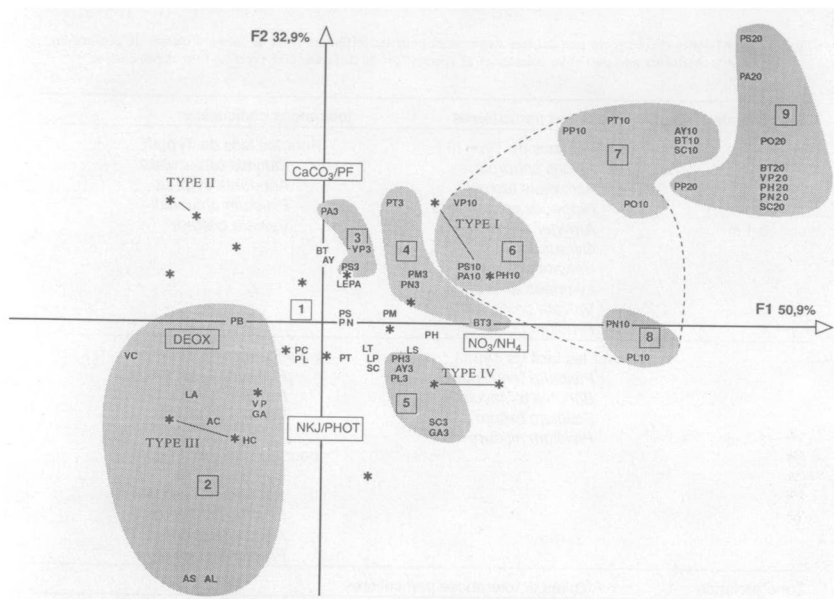 F2 32,9%
PS20
PA20
9
PT10
PP10
7
AY10
BT10
SC10
PO20
CaCO₃/PF
BT20
VP20
PH20
PN20
SC20
PP20
PO10
TYPE II
PA3
PT3
VP10
TYPE I
3
4
6
BT
AY
VP3
PS3
LEPA
PM3
PN3
PS10
PA10
PH10
1
PS
PN
PM
BT3
PN10
8
F1 50,9%
PB
DEOX
PH
NO₃/NH₄
PL10
VC
PC
PL
PT
LT
LP
SC
LS
PH3
AY3
PL3
TYPE IV
5
LA
VP
GA
AC
HC
TYPE III
NKJ/PHOT
SC3
GA3
2
AS AL